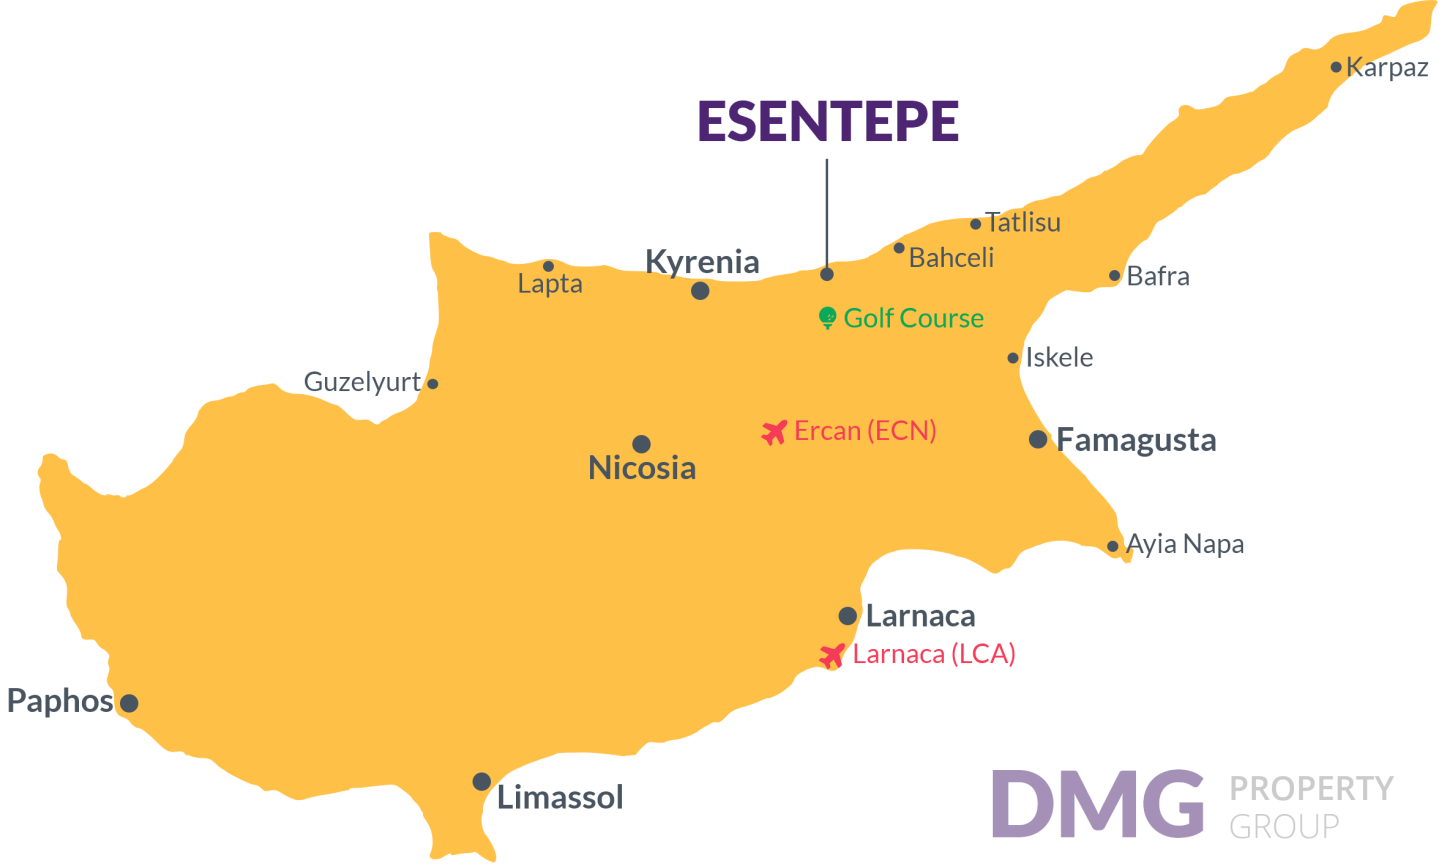 Karpaz
ESENTEPE
Tatlisu
Kyrenia
Bahceli
Lapta
Bafra
Golf Course
Iskele
Guzelyurt
Ercan (ECN)
Famagusta
Nicosia
Ayia Napa
Larnaca
Larnaca (LCA)
Paphos
Limassol
DMG PROPERTY
GROUP